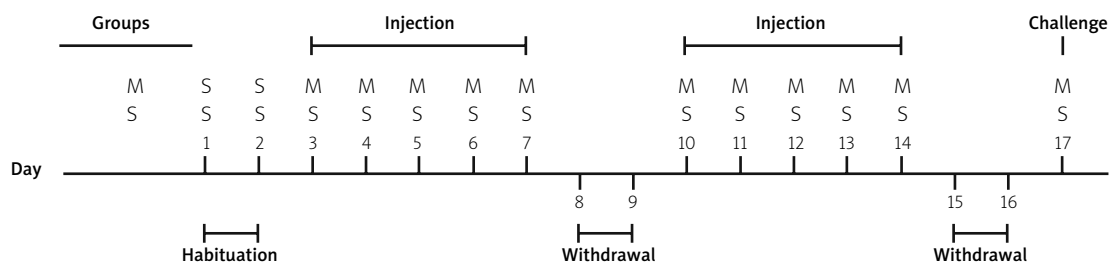 Groups Injection Injection Challenge
M S S M M M M M M M M M M M
S S S S S S S S S S S S S S
1 2 3 4 5 6 7 10 11 12 13 14 17
Day
8 9 15 16
Habituation Withdrawal Withdrawal